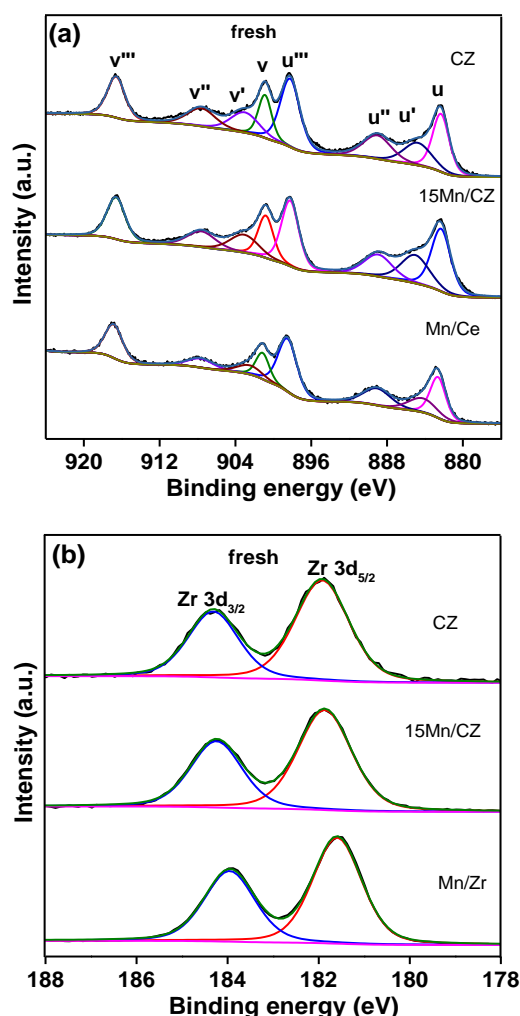 (a)
fresh
CZ
v'''
v''
v'
v
u'''
u''
u'
u
15Mn/CZ
Mn/Ce
Intensity (a.u.)
920 912 904 896 888 880
Binding energy (eV)
(b)
fresh
Zr 3d5/2
Zr 3d3/2
CZ
15Mn/CZ
Mn/Zr
Intensity (a.u.)
188 186 184 182 180 178
Binding energy (eV)